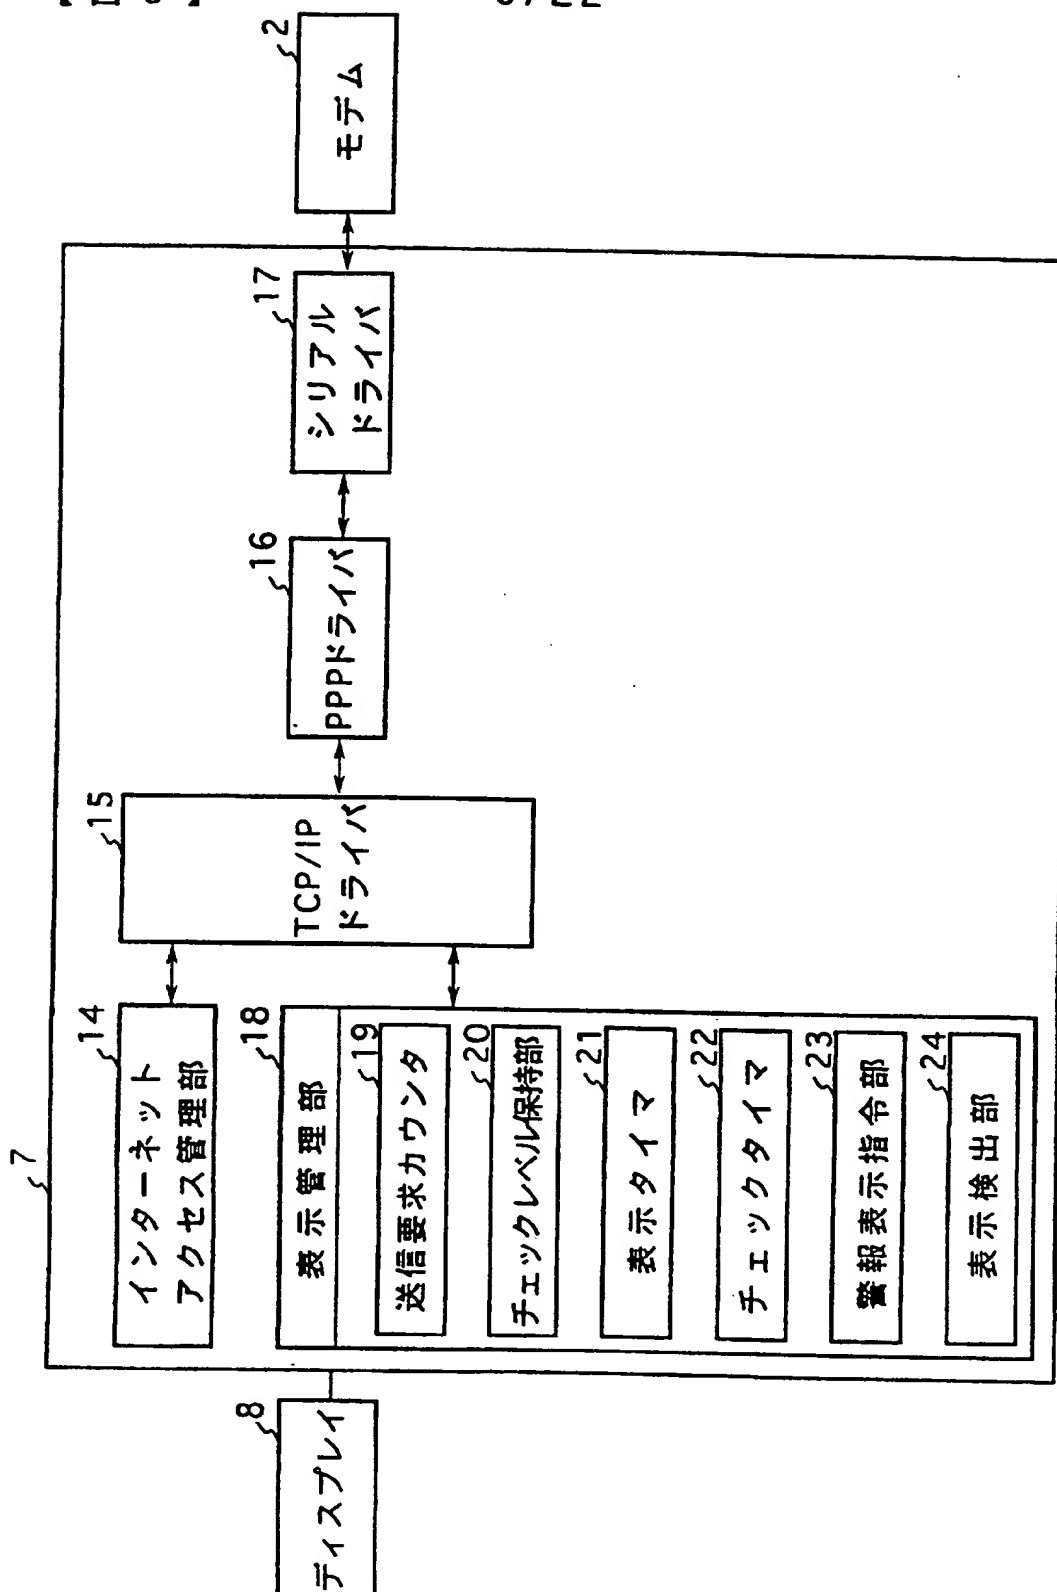 2
モデム
17
シリアル
ドライバ
16
PPPドライバ
15
TCP/IP
ドライバ
7
14
インターネット
アクセス管理部
18
表示管理部
19
送信要求カウンタ
20
チェックレベル保持部
21
表示タイマ
22
チェックタイマ
23
警報表示指令部
24
表示検出部
8
ディスプレイ